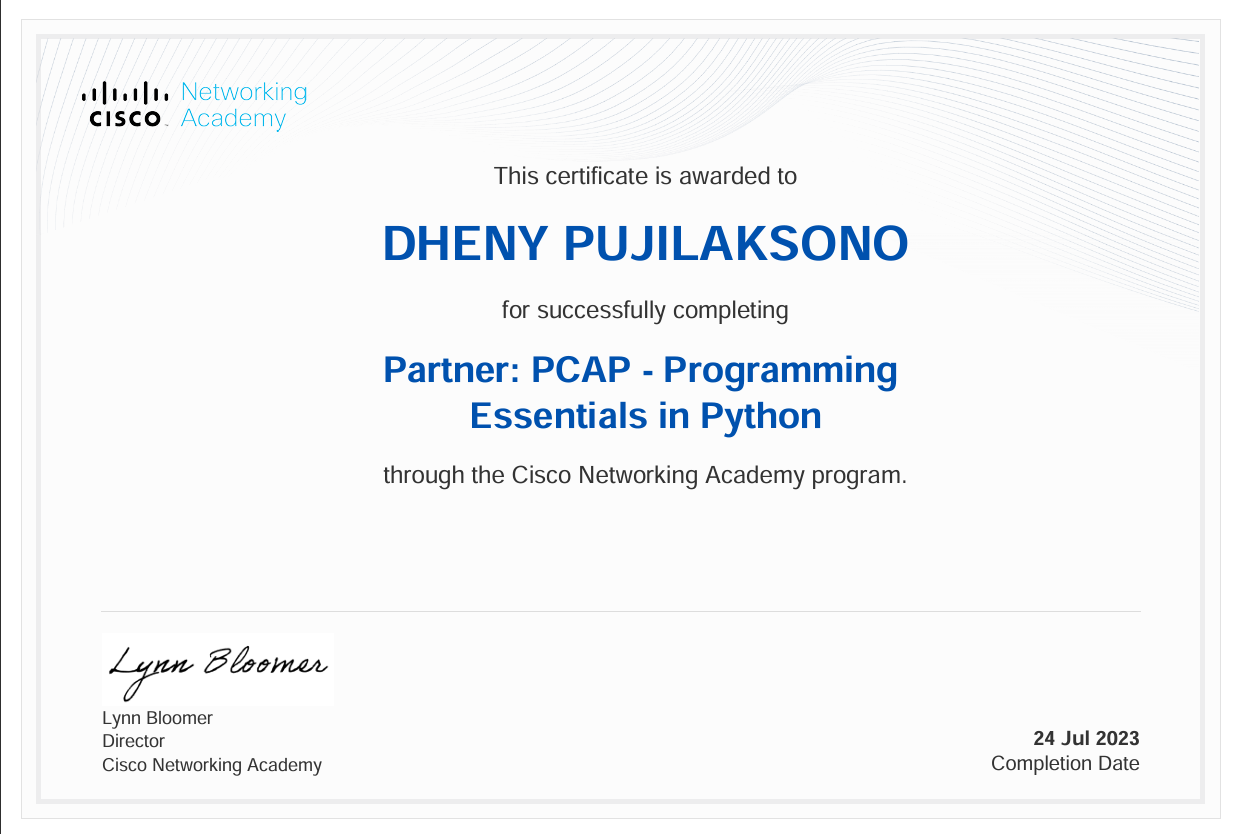 CISCO Networking
Academy
This certificate is awarded to
DHENY PUJILAKSONO
for successfully completing
Partner: PCAP - Programming
Essentials in Python
through the Cisco Networking Academy program.
Lynn Bloomer
Lynn Bloomer
Director
Cisco Networking Academy
24 Jul 2023
Completion Date